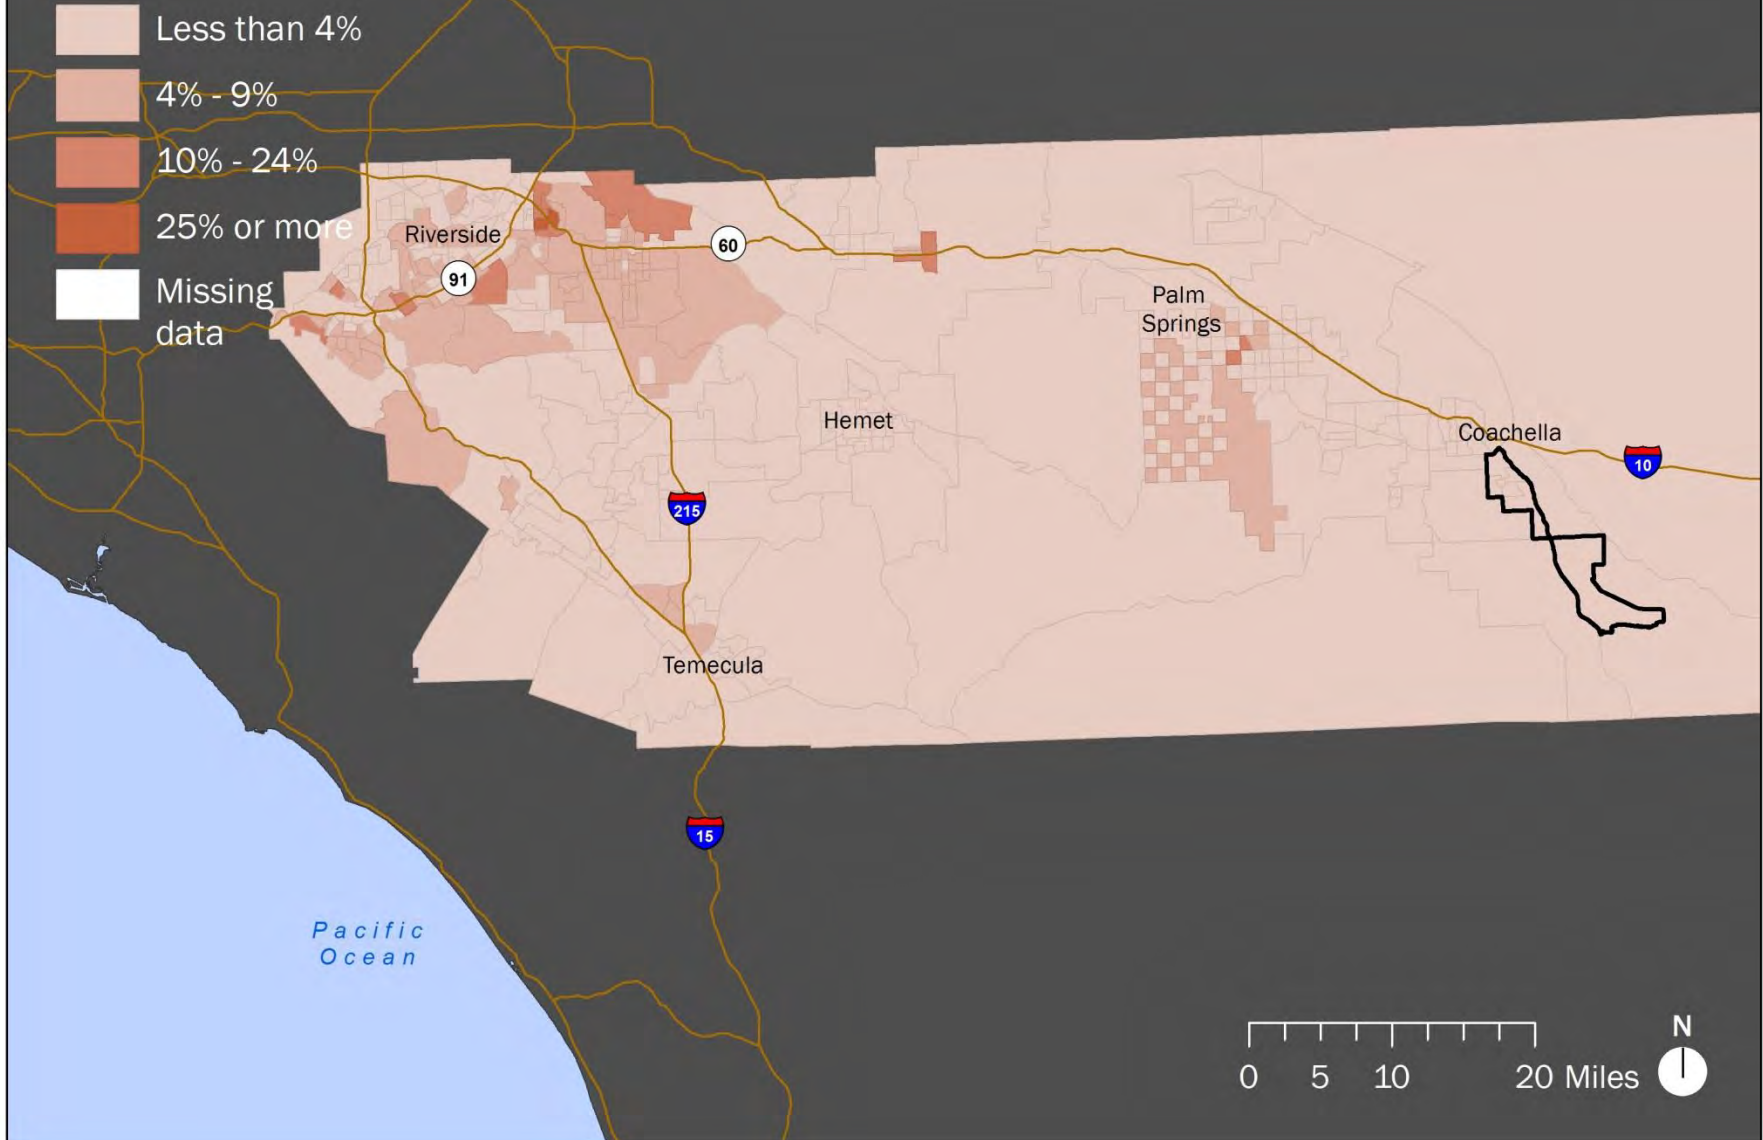 Less than 4%
4% - 9%
10% - 24%
25% or more
Missing
data
Riverside
60
91
Palm
Springs
Hemet
Coachella
10
215
Temecula
15
Pacific
Ocean
N
0 5 10 20 Miles